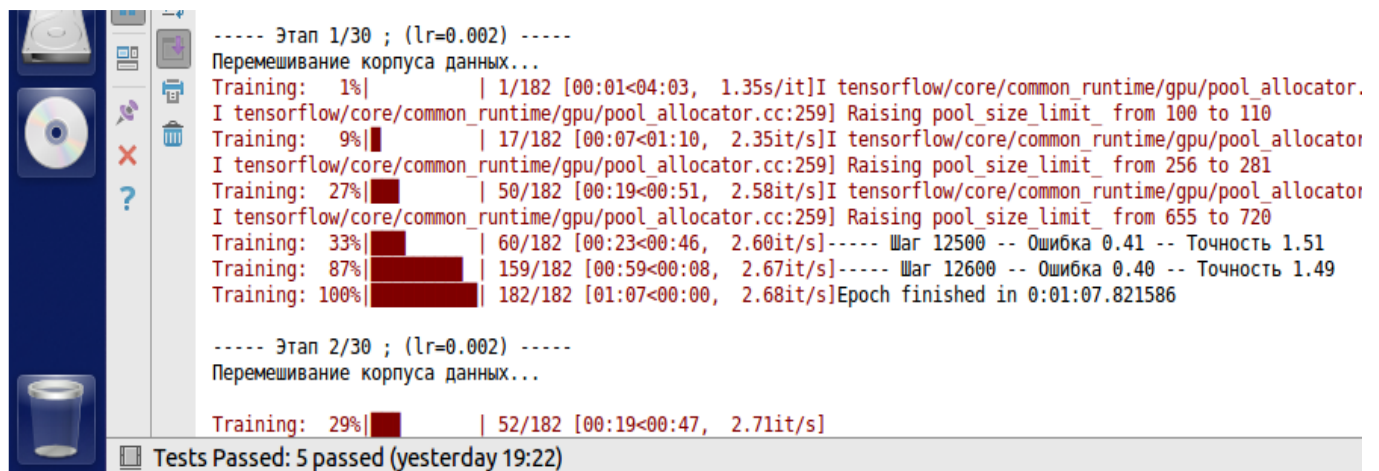 ----- Этап 1/30 ; (lr=0.002) -----
Перемешивание корпуса данных...
Training:   1%|          | 1/182 [00:01<04:03,  1.35s/it]I tensorflow/core/common_runtime/gpu/pool_allocator.
I tensorflow/core/common_runtime/gpu/pool_allocator.cc:259] Raising pool_size_limit_ from 100 to 110
Training:   9%|          | 17/182 [00:07<01:10,  2.35it/s]I tensorflow/core/common_runtime/gpu/pool_allocator
I tensorflow/core/common_runtime/gpu/pool_allocator.cc:259] Raising pool_size_limit_ from 256 to 281
Training:  27%|██        | 50/182 [00:19<00:51,  2.58it/s]I tensorflow/core/common_runtime/gpu/pool_allocator
I tensorflow/core/common_runtime/gpu/pool_allocator.cc:259] Raising pool_size_limit_ from 655 to 720
Training:  33%|███       | 60/182 [00:23<00:46,  2.60it/s]----- Шаг 12500 -- Ошибка 0.41 -- Точность 1.51
Training:  87%|████████  | 159/182 [00:59<00:08,  2.67it/s]----- Шаг 12600 -- Ошибка 0.40 -- Точность 1.49
Training: 100%|██████████| 182/182 [01:07<00:00,  2.68it/s]Epoch finished in 0:01:07.821586
----- Этап 2/30 ; (lr=0.002) -----
Перемешивание корпуса данных...
Training:  29%|██        | 52/182 [00:19<00:47,  2.71it/s]
Tests Passed: 5 passed (yesterday 19:22)